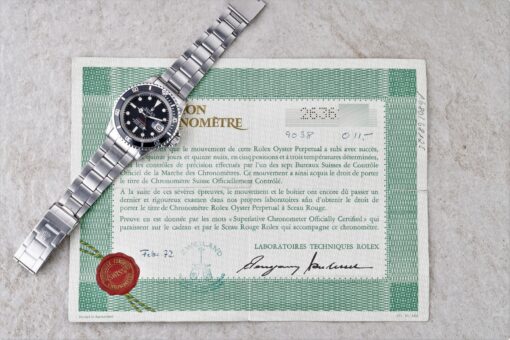 ON
ONOMÈTRE
2636
9038 011,-
que le mouvement de cette Rolex Oyster Perpetual a subi avec succès,
quinze jours et quinze nuits, en cinq positions et à trois températures déterminées,
les contrôles de précision effectués par l'un des sept Bureaux Suisses de Contrôle
Officiel de la Marche des Chronomètres. Ce mouvement a ainsi acquis le droit de porter
le titre de Chronomètre Suisse Officiellement Contrôlé.
A la suite de ces sévères épreuves, le mouvement et le boîtier ont encore dû passer un
dernier et rigoureux examen dans nos propres laboratoires afin d'obtenir le droit de
porter le titre de Chronomètre Rolex Oyster Perpetual à Sceau Rouge.
Preuve en est donnée par les mots «Superlative Chronometer Officially Certified» qui
paraissent sur le cadran et par le Sceau Rouge Rolex qui accompagne ce chronomètre.
LABORATOIRES TECHNIQUES ROLEX
Feb. 72